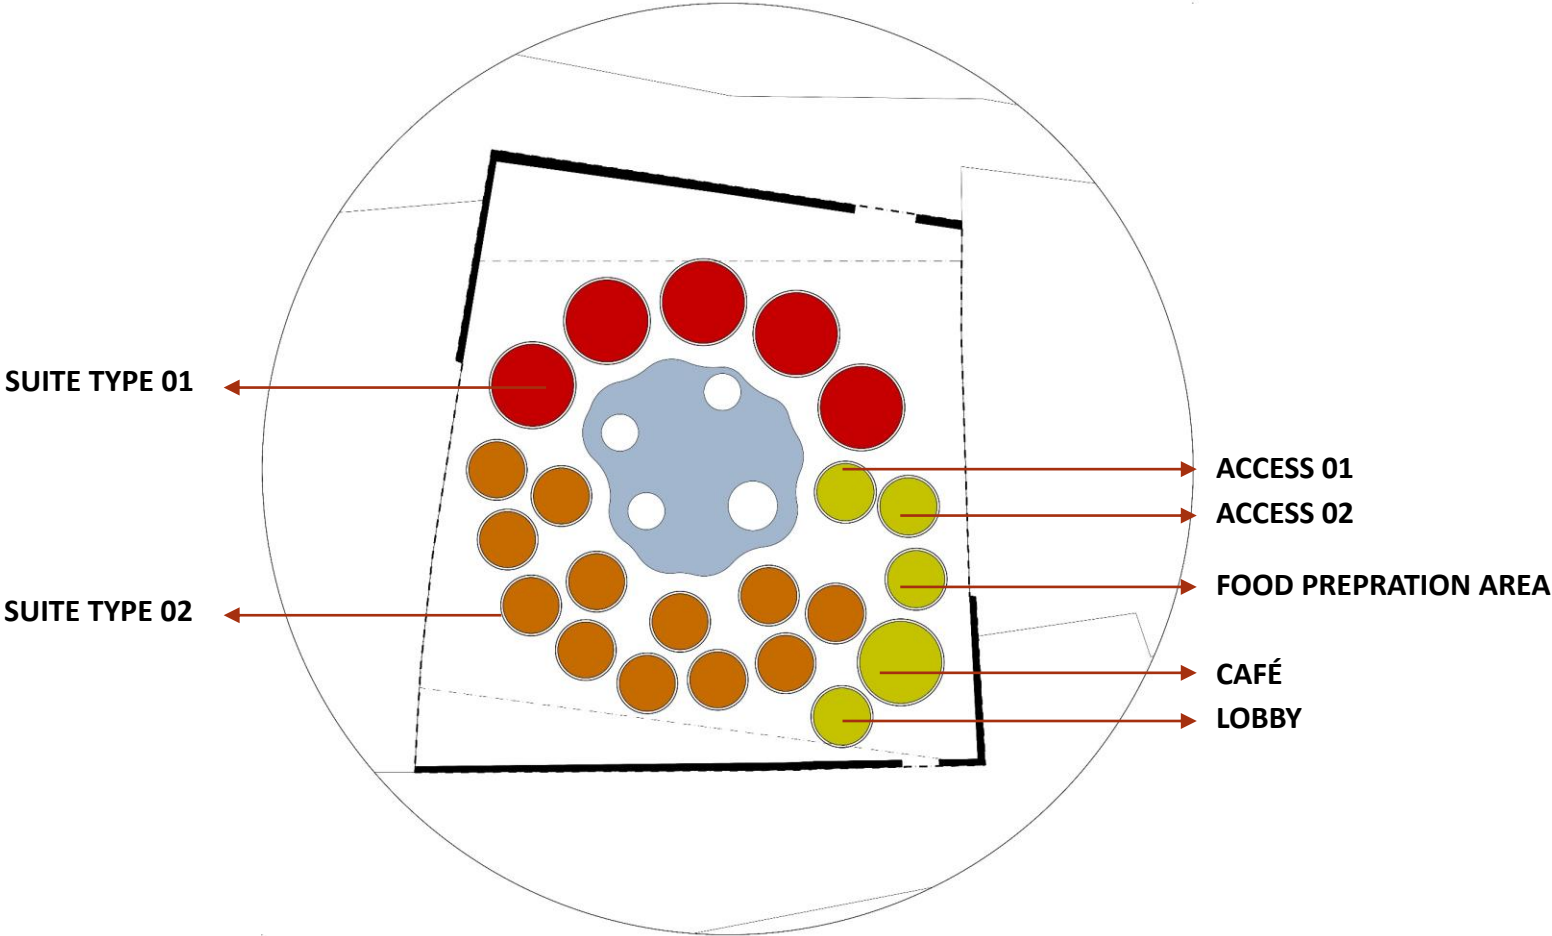 SUITE TYPE 01
ACCESS 01
ACCESS 02
FOOD PREPRATION AREA
SUITE TYPE 02
CAFÉ
LOBBY